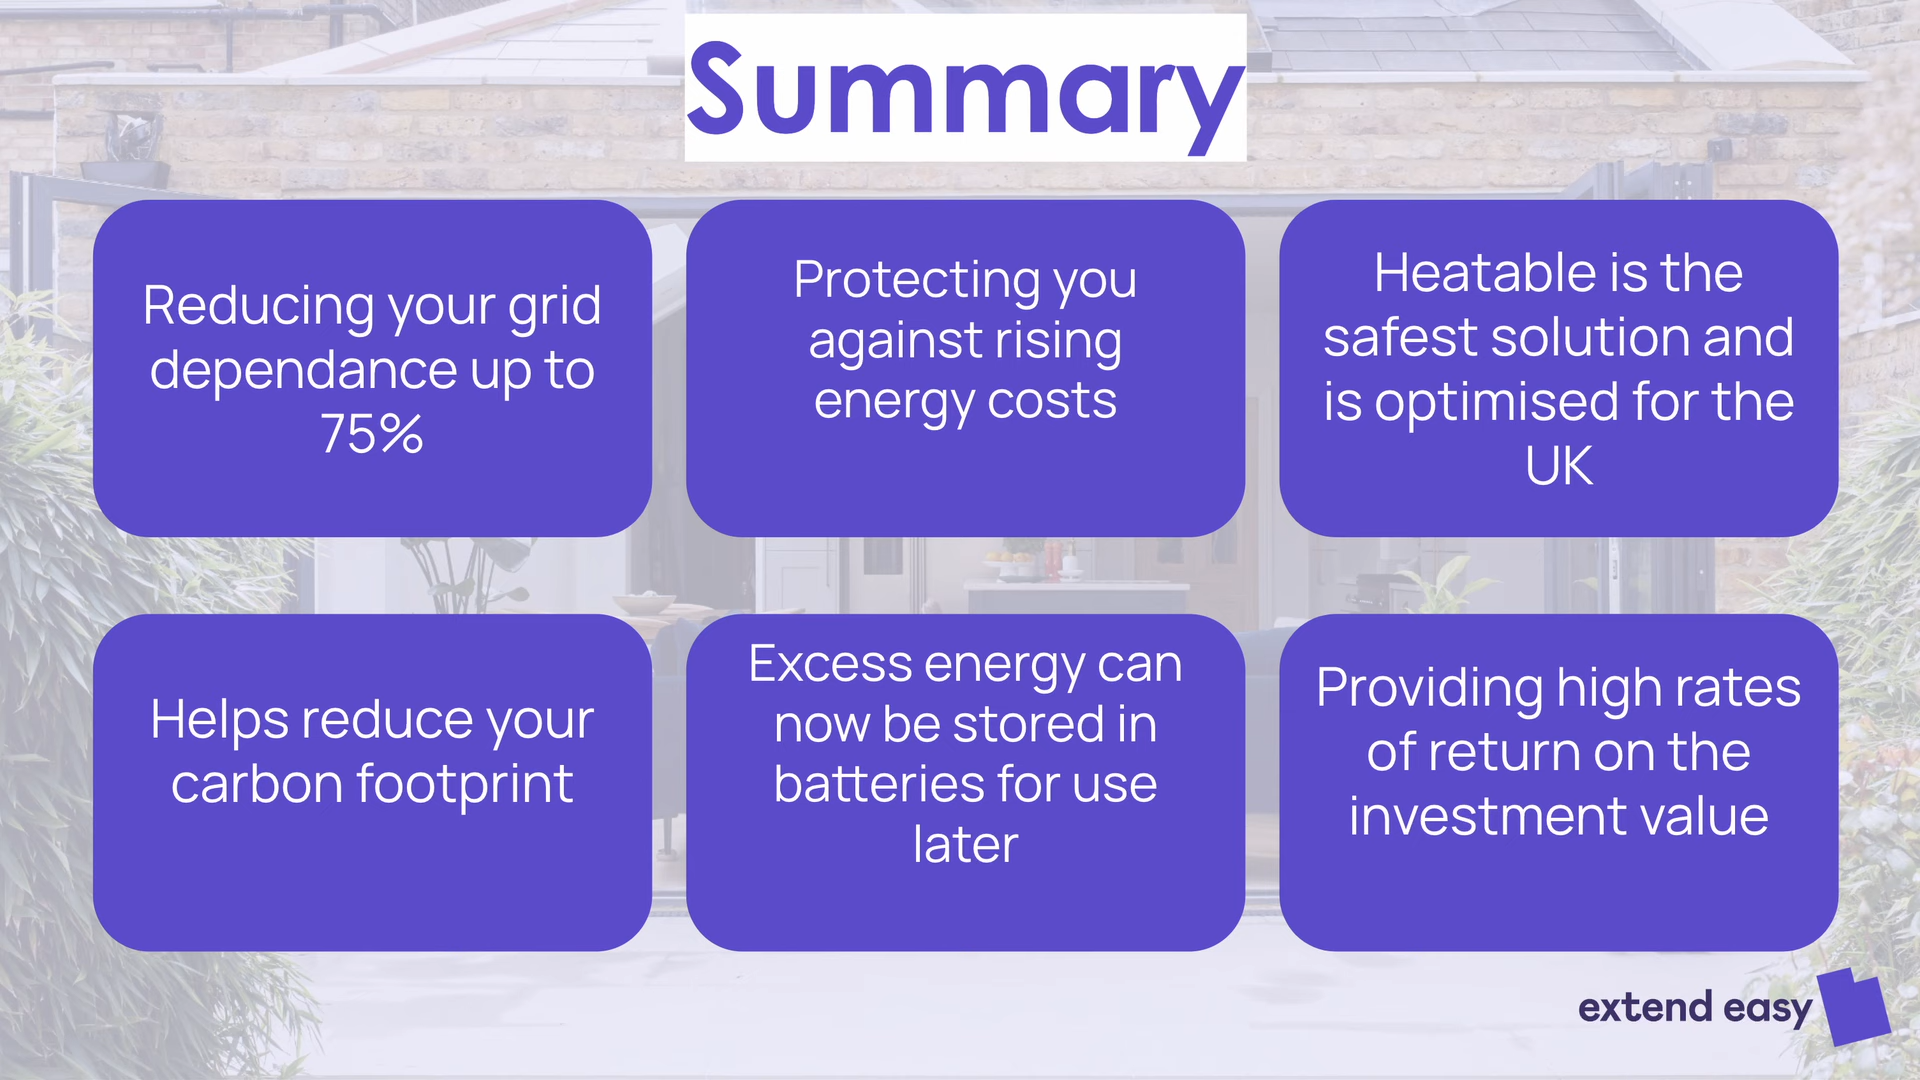 Summary
Reducing your grid
dependance up to
75%
Protecting you
against rising
energy costs
Heatable is the
safest solution and
is optimised for the
UK
Helps reduce your
carbon footprint
Excess energy can
now be stored in
batteries for use
later
Providing high rates
of return on the
investment value
extend easy